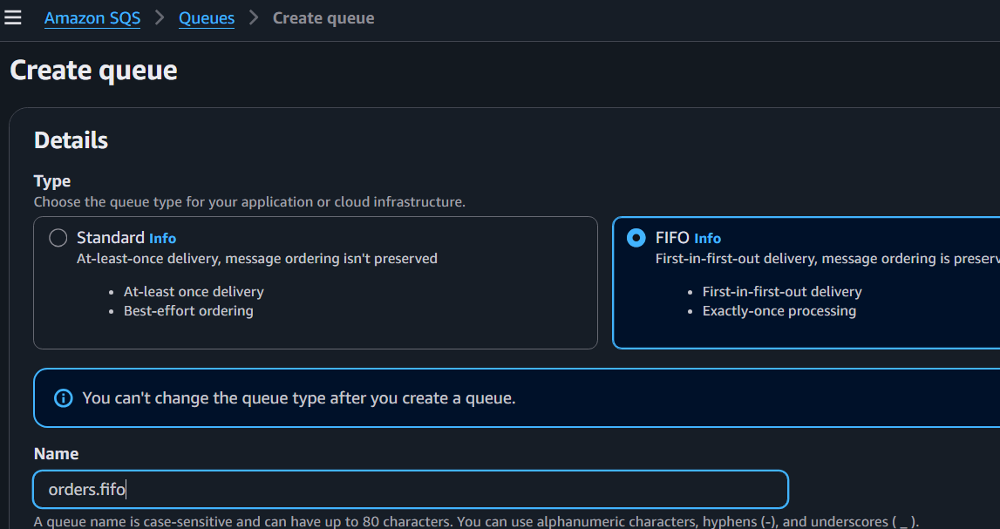 Amazon SQS > Queues > Create queue
Create queue
Details
Type
Choose the queue type for your application or cloud infrastructure.
Standard Info
At-least-once delivery, message ordering isn't preserved
• At-least once delivery
• Best-effort ordering
FIFO Info
First-in-first-out delivery, message ordering is preserv
• First-in-first-out delivery
• Exactly-once processing
You can't change the queue type after you create a queue.
Name
orders.fifo
A queue name is case-sensitive and can have up to 80 characters. You can use alphanumeric characters, hyphens (-), and underscores ( _ ).